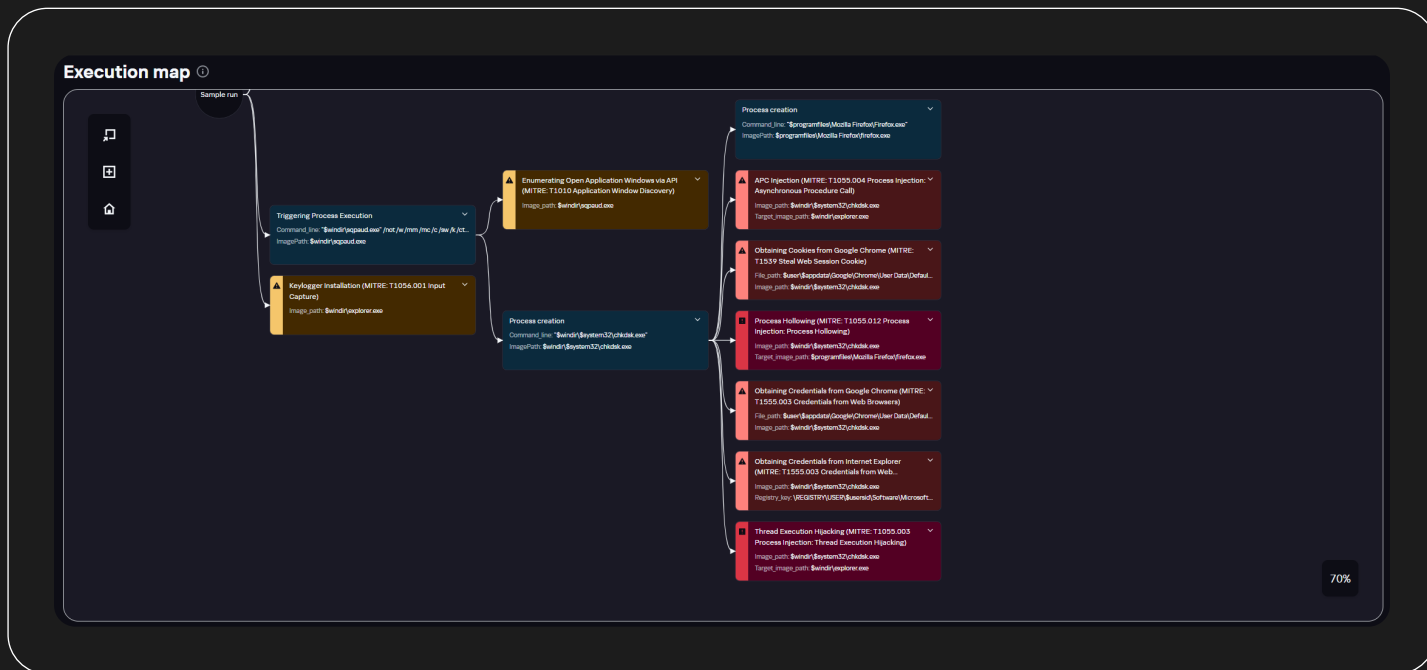 Execution map
Sample run
Triggering Process Execution
Command_line: "$windir\sqpaud.exe" /not /w /mm /mc /c /sw /k /ct...
ImagePath: $windir\sqpaud.exe
Keylogger Installation (MITRE: T1056.001 Input
Capture)
Image_path: $windir\explorer.exe
Enumerating Open Application Windows via API
(MITRE: T1010 Application Window Discovery)
Image_path: $windir\sqpaud.exe
Process creation
Command_line: "$windir\$system32\chkdsk.exe"
ImagePath: $windir\$system32\chkdsk.exe
Process creation
Command_line: "$programfiles\Mozilla Firefox\Firefox.exe"
ImagePath: $programfiles\Mozilla Firefox\firefox.exe
APC Injection (MITRE: T1055.004 Process Injection:
Asynchronous Procedure Call)
Image_path: $windir\$system32\chkdsk.exe
Target_image_path: $windir\explorer.exe
Obtaining Cookies from Google Chrome (MITRE:
T1539 Steal Web Session Cookie)
File_path: $user\$appdata\Google\Chrome\User Data\Defaul...
Image_path: $windir\$system32\chkdsk.exe
Process Hollowing (MITRE: T1055.012 Process
Injection: Process Hollowing)
Image_path: $windir\$system32\chkdsk.exe
Target_image_path: $programfiles\Mozilla Firefox\firefox.exe
Obtaining Credentials from Google Chrome (MITRE:
T1555.003 Credentials from Web Browsers)
File_path: $user\$appdata\Google\Chrome\User Data\Defaul...
Image_path: $windir\$system32\chkdsk.exe
Obtaining Credentials from Internet Explorer
(MITRE: T1555.003 Credentials from Web...
Image_path: $windir\$system32\chkdsk.exe
Registry_key: \REGISTRY\USER\$usersid\Software\Microsoft...
Thread Execution Hijacking (MITRE: T1055.003
Process Injection: Thread Execution Hijacking)
Image_path: $windir\$system32\chkdsk.exe
Target_image_path: $windir\explorer.exe
70%